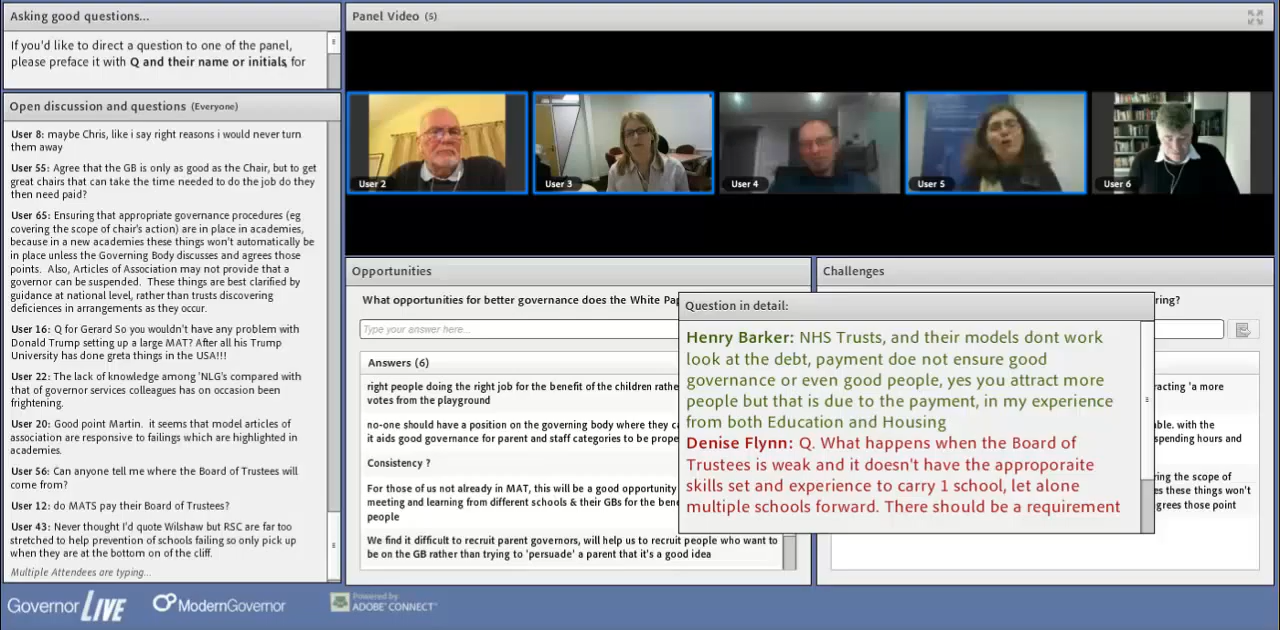 Asking good questions...
If you'd like to direct a question to one of the panel,
please preface it with Q and their name or initials, for
Open discussion and questions (Everyone)
User 8: maybe Chris, like i say right reasons i would never turn
them away
User 55: Agree that the GB is only as good as the Chair, but to get
great chairs that can take the time needed to do the job do they
then need paid?
User 65: Ensuring that appropriate governance procedures (eg
covering the scope of chair's action) are in place in academies,
because in a new academies these things won't automatically be
in place unless the Governing Body discusses and agrees those
points. Also, Articles of Association may not provide that a
governor can be suspended. These things are best clarified by
guidance at national level, rather than trusts discovering
deficiences in arrangements as they occur.
User 16: Q for Gerard So you wouldn't have any problem with
Donald Trump setting up a large MAT? After all his Trump
University has done greta things in the USA!!!
User 22: The lack of knowledge among 'NLG's compared with
that of governor services colleagues has on occasion been
frightening.
User 20: Good point Martin. it seems that model articles of
association are responsive to failings which are highlighted in
academies.
User 56: Can anyone tell me where the Board of Trustees will
come from?
User 12: do MATS pay their Board of Trustees?
User 43: Never thought I'd quote Wilshaw but RSC are far too
stretched to help prevention of schools failing so only pick up
when they are at the bottom on of the cliff.
Multiple Attendees are typing...
Panel Video (5)
User 2
User 3
User 4
User 5
User 6
Opportunities
What opportunities for better governance does the White Pap
Type your answer here...
Answers (6)
right people doing the right job for the benefit of the children rathe
votes from the playground
no-one should have a position on the governing body where they ca
it aids good governance for parent and staff categories to be prope
Consistency ?
For those of us not already in MAT, this will be a good opportunity
meeting and learning from different schools & their GBs for the bene
people
We find it difficult to recruit parent governors, will help us to recruit people who want to
be on the GB rather than trying to 'persuade' a parent that it's a good idea
Challenges
ring?
racting 'a more
able. with the
spending hours and
ring the scope of
es these things won't
grees those point
Question in detail:
Henry Barker: NHS Trusts, and their models dont work
look at the debt, payment doe not ensure good
governance or even good people, yes you attract more
people but that is due to the payment, in my experience
from both Education and Housing
Denise Flynn: Q. What happens when the Board of
Trustees is weak and it doesn't have the approporaite
skills set and experience to carry 1 school, let alone
multiple schools forward. There should be a requirement
Governor LIVE
ModernGovernor
Powered by
ADOBE® CONNECT™